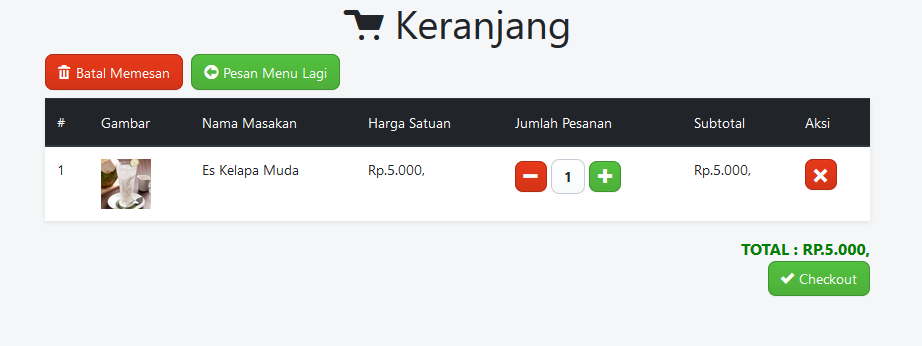 Keranjang
Batal Memesan Pesan Menu Lagi
# Gambar Nama Masakan Harga Satuan Jumlah Pesanan Subtotal Aksi
1 Es Kelapa Muda Rp.5.000, 1 Rp.5.000,
TOTAL : RP.5.000,
Checkout